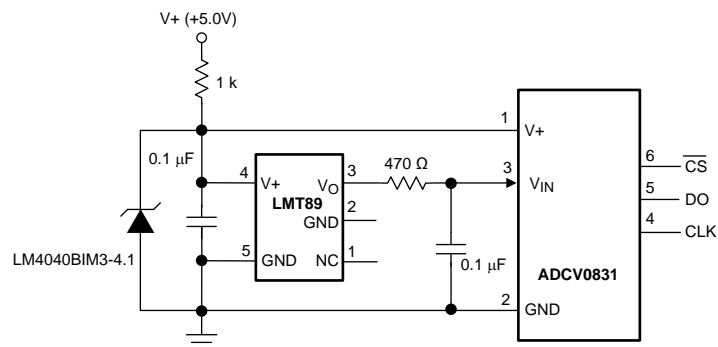 V+ (+5.0V)
1 k
0.1 μF
4
V+
LMT89
VO
3
GND
2
5
GND
NC
1
470 Ω
0.1 μF
LM4040BIM3-4.1
1
V+
3
VIN
ADCV0831
2
GND
6
CS
5
DO
4
CLK